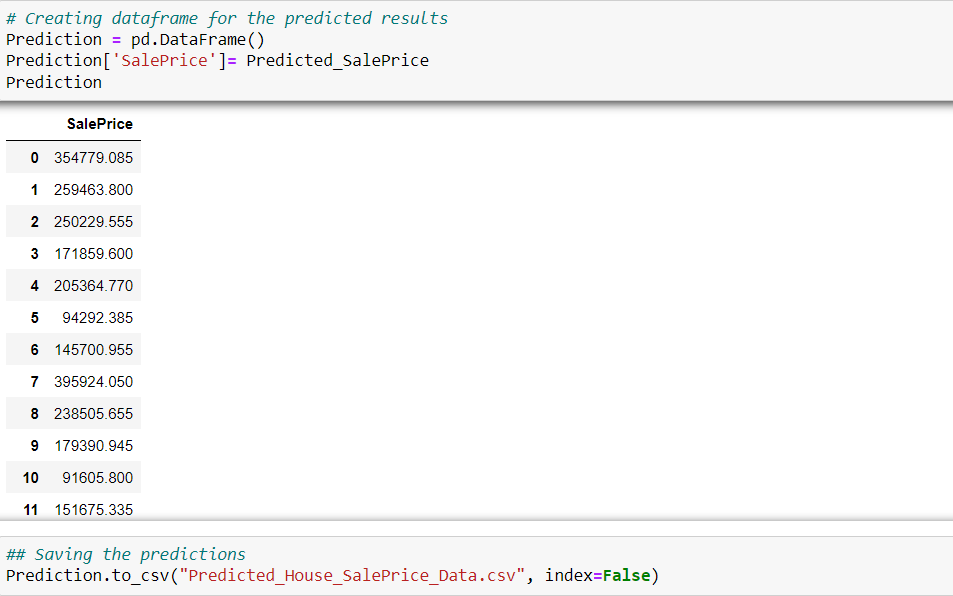 # Creating dataframe for the predicted results
Prediction = pd.DataFrame()
Prediction['SalePrice']= Predicted_SalePrice
Prediction
SalePrice
0 354779.085
1 259463.800
2 250229.555
3 171859.600
4 205364.770
5 94292.385
6 145700.955
7 395924.050
8 238505.655
9 179390.945
10 91605.800
11 151675.335
## Saving the predictions
Prediction.to_csv("Predicted_House_SalePrice_Data.csv", index=False)